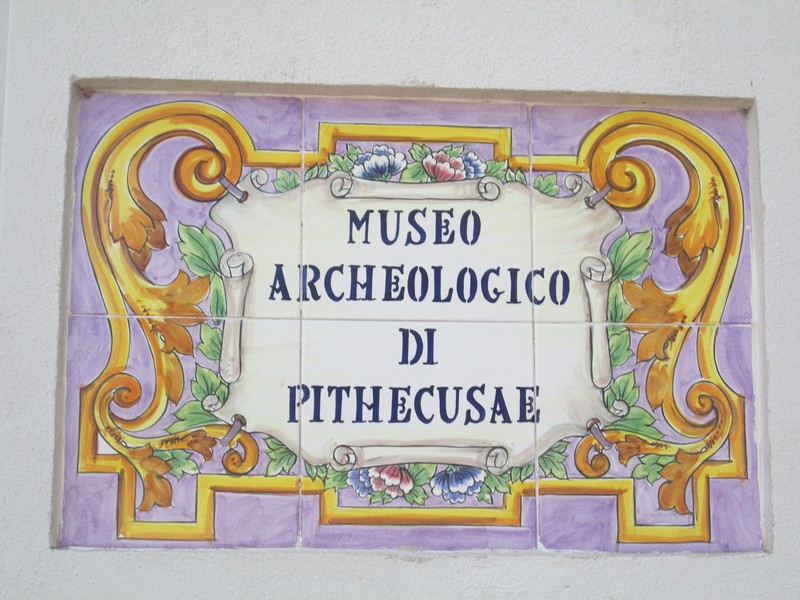 MUSEO
ARCHEOLOGICO
DI
PITHECUSAE